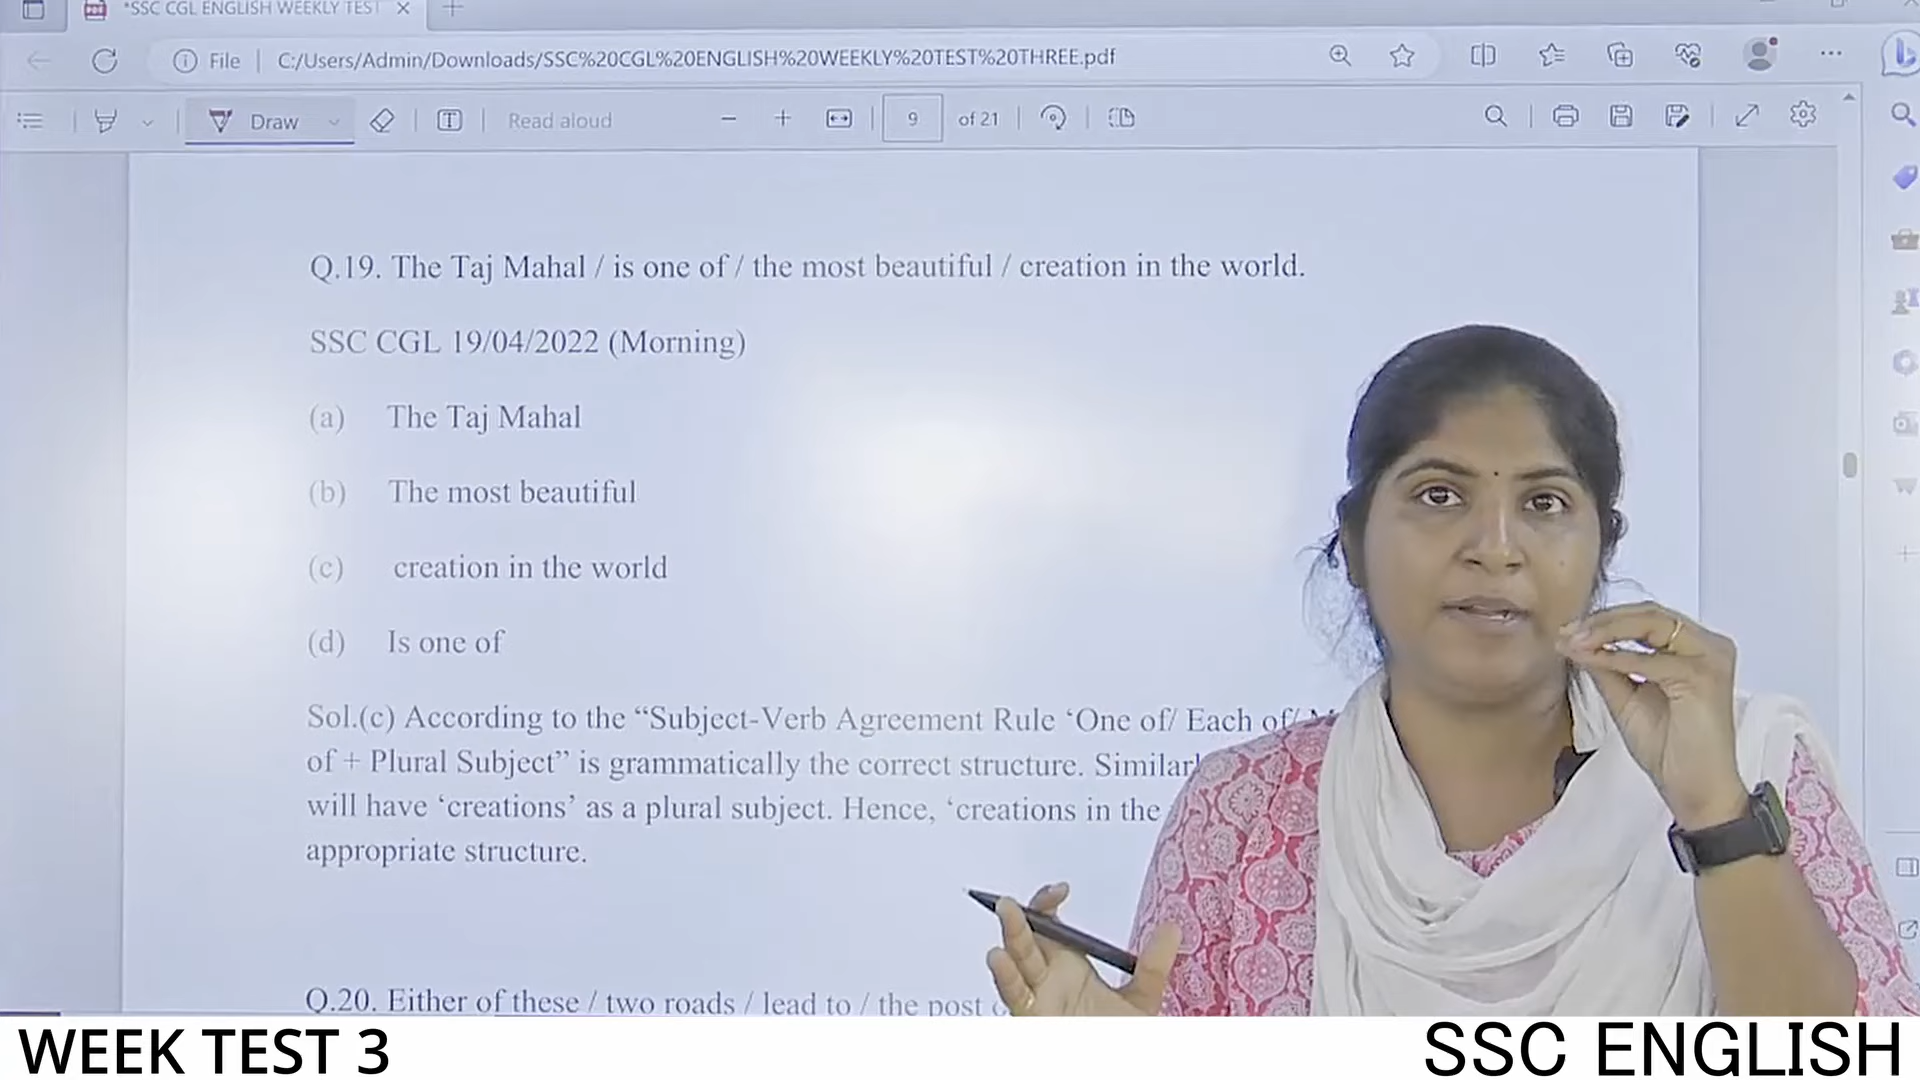 *SSC CGL ENGLISH WEEKLY TEST
File | C:/Users/Admin/Downloads/SSC%20CGL%20ENGLISH%20WEEKLY%20TEST%20THREE.pdf
Draw Read aloud 9 of 21
Q.19. The Taj Mahal / is one of / the most beautiful / creation in the world.
SSC CGL 19/04/2022 (Morning)
(a) The Taj Mahal
(b) The most beautiful
(c) creation in the world
(d) Is one of
Sol.(c) According to the “Subject-Verb Agreement Rule ‘One of/ Each of/
of + Plural Subject” is grammatically the correct structure.
will have ‘creations’ as a plural subject. Hence, ‘creations in the
appropriate structure.
Q.20. Either of these / two roads / lead to / the post
WEEK TEST 3
SSC ENGLISH